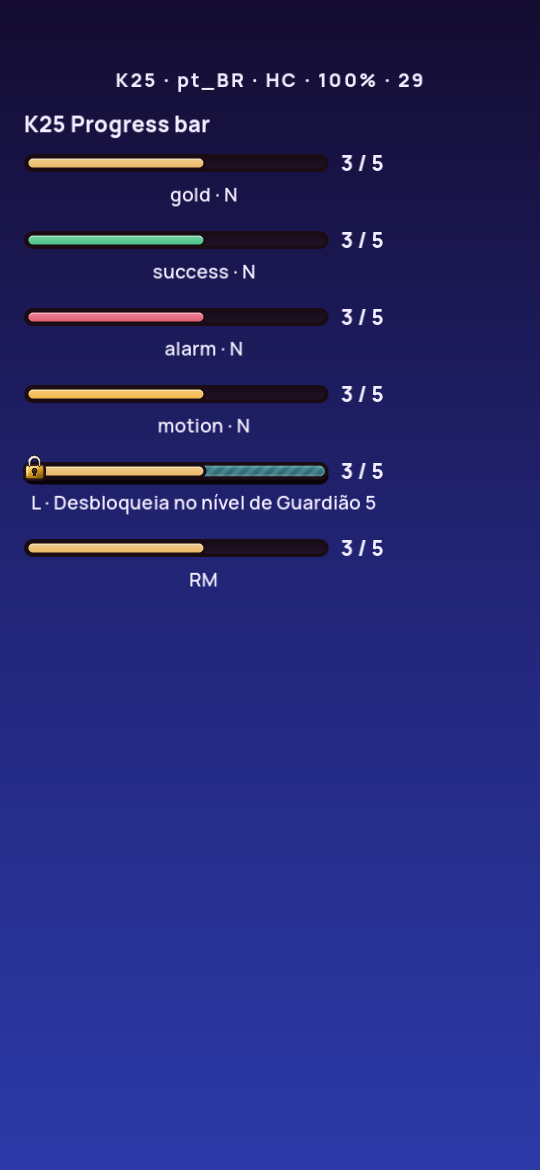 K25 · pt_BR · HC · 100% · 29
K25 Progress bar
3 / 5
gold · N
3 / 5
success · N
3 / 5
alarm · N
3 / 5
motion · N
3 / 5
L · Desbloqueia no nível de Guardião 5
3 / 5
RM